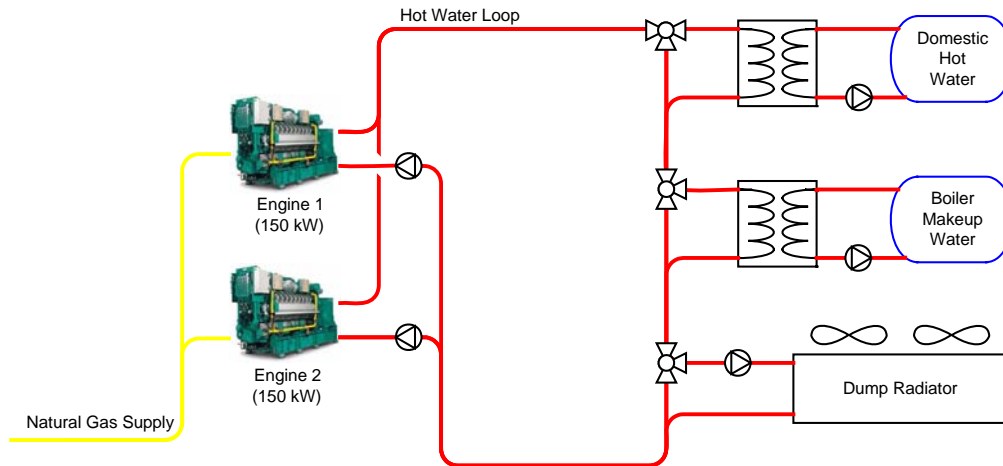 Hot Water Loop
Domestic
Hot
Water
Engine 1
(150 kW)
Boiler
Makeup
Water
Engine 2
(150 kW)
Dump Radiator
Natural Gas Supply